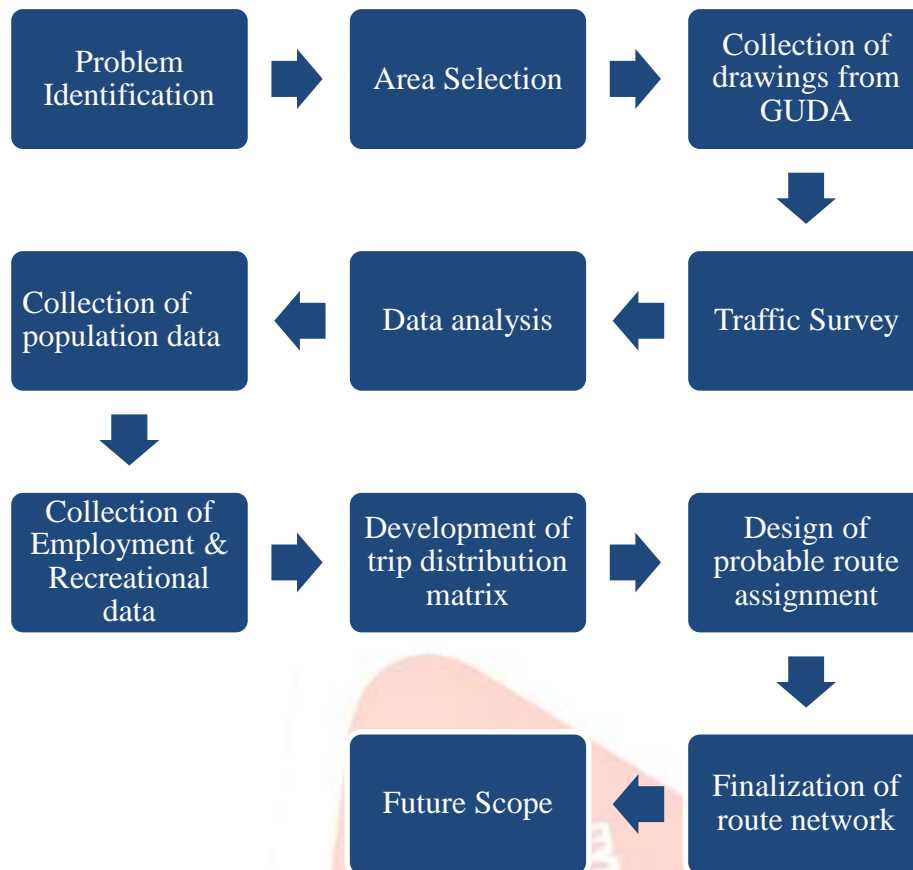 Problem
Identification
Area Selection
Collection of
drawings from
GUDA
Traffic Survey
Data analysis
Collection of
population data
Collection of
Employment &
Recreational
data
Development of
trip distribution
matrix
Design of
probable route
assignment
Finalization of
route network
Future Scope